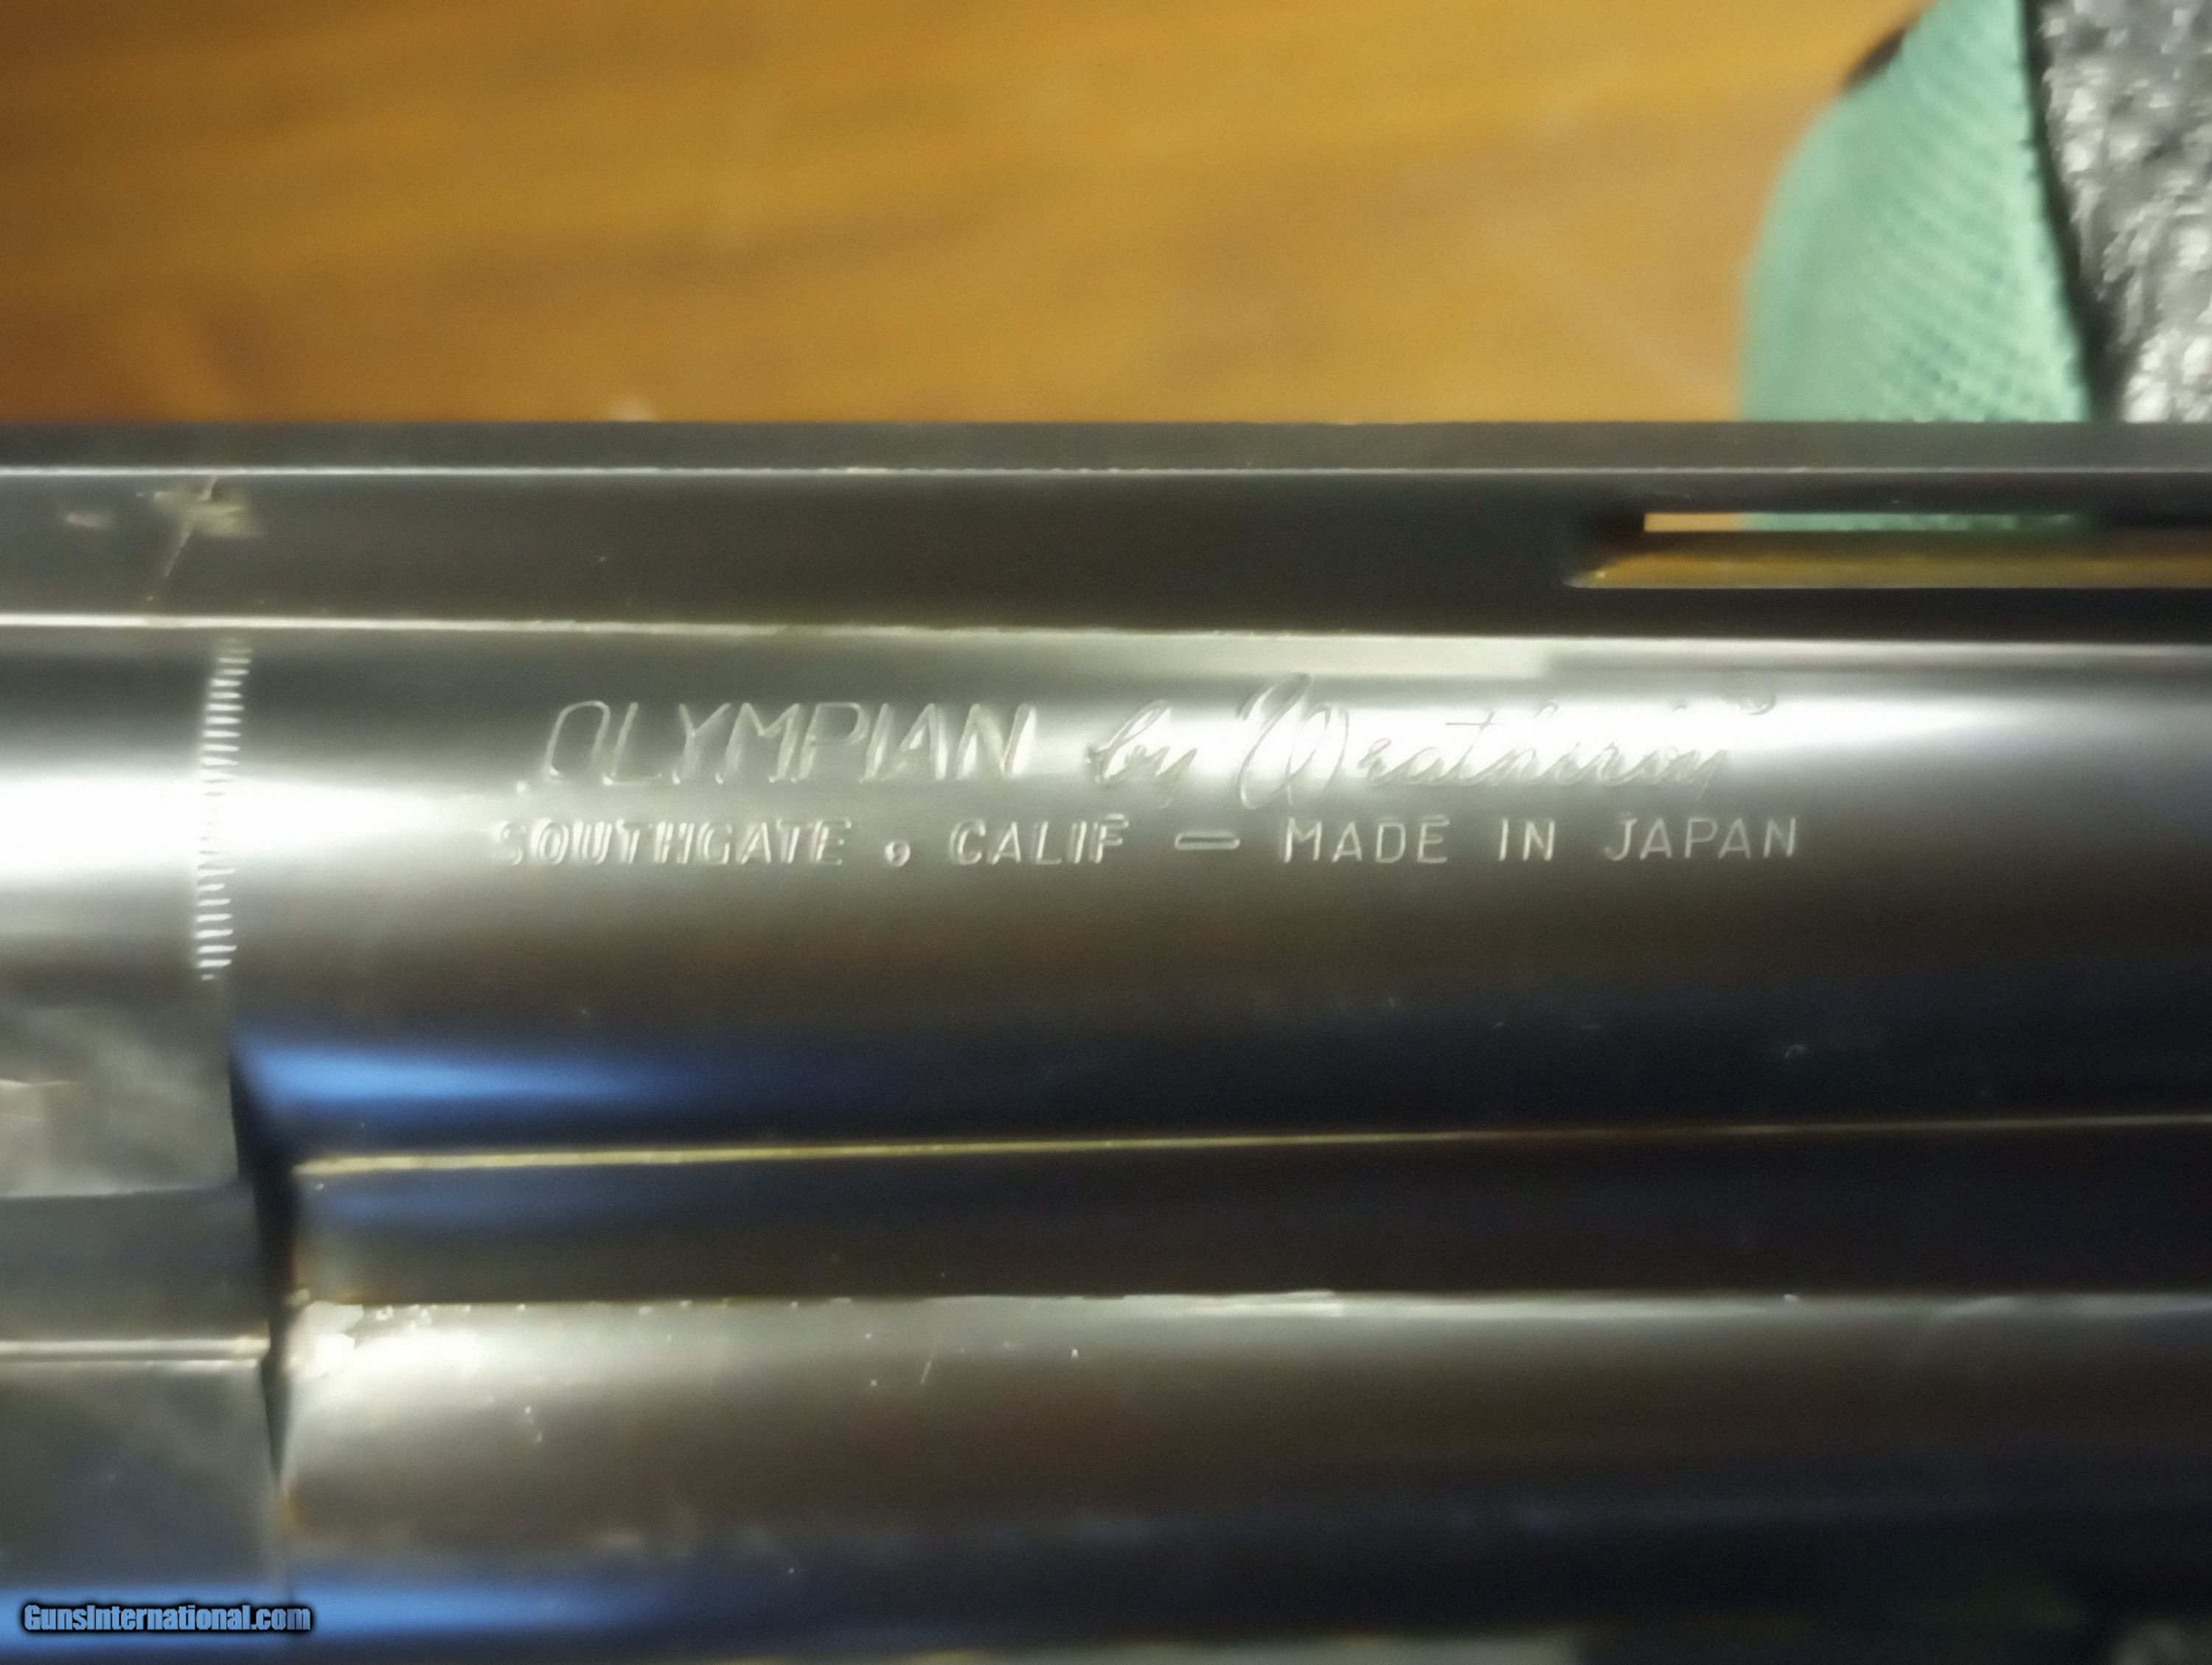 OLYMPIAN by Weatherby®
SOUTHGATE , CALIF — MADE IN JAPAN
GunsInternational.com